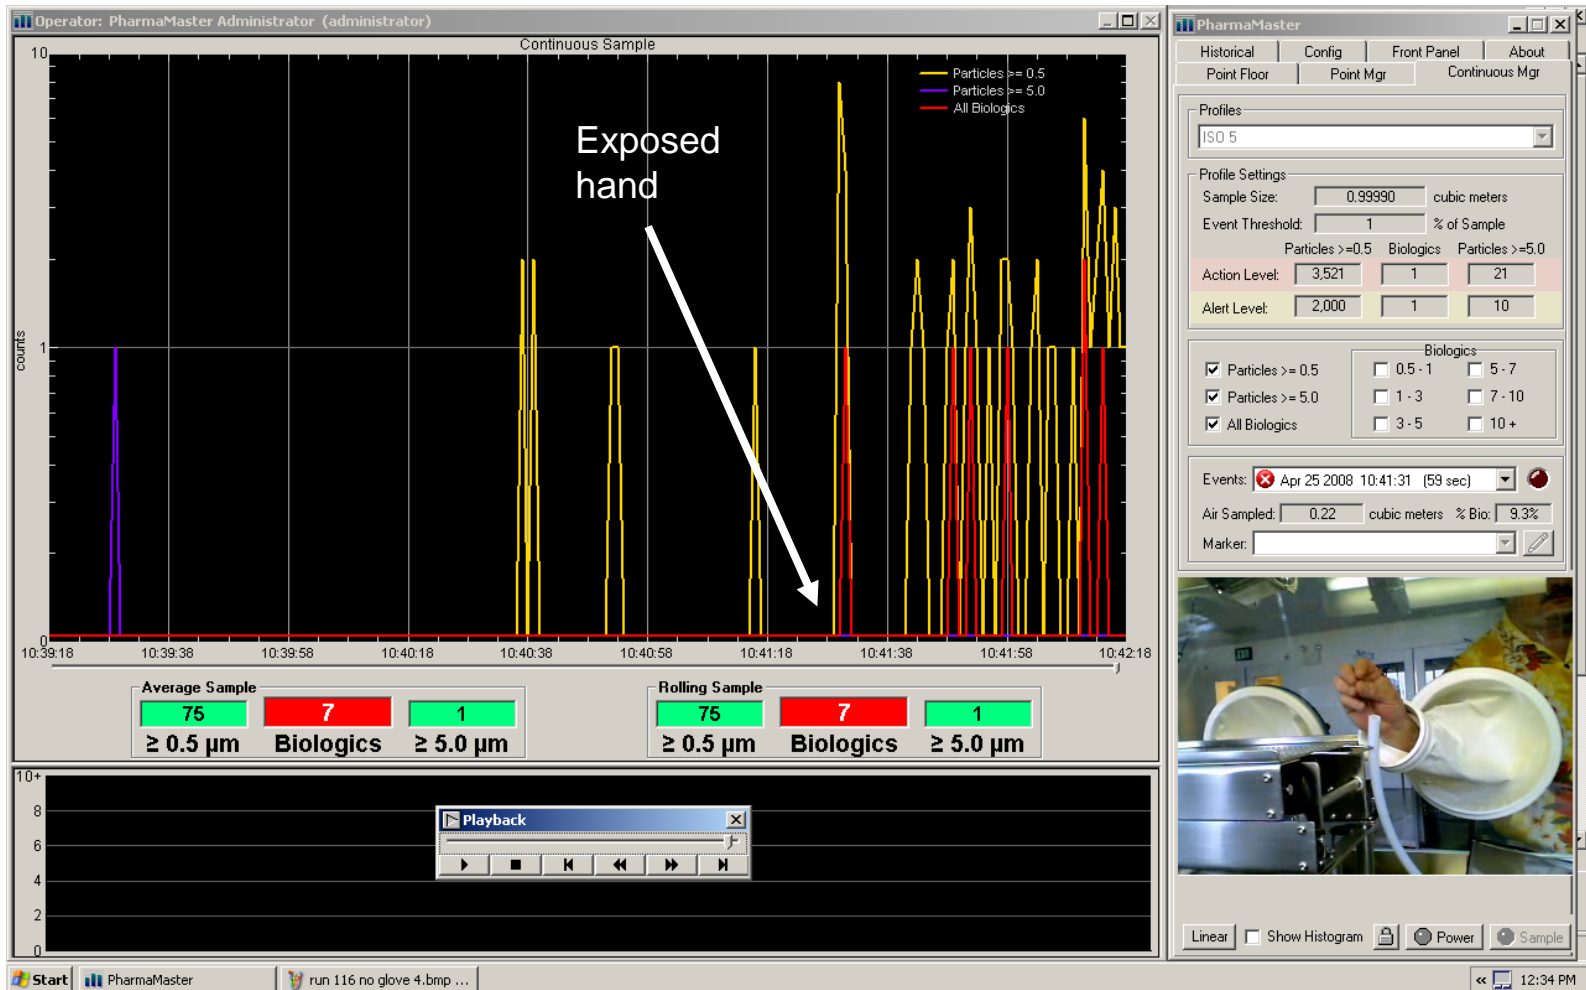 Operator: PharmaMaster Administrator (administrator)
Continuous Sample
Particles >= 0.5
Particles >= 5.0
All Biologics
Exposed
hand
counts
10
1
0
10:39:18 10:39:38 10:39:58 10:40:18 10:40:38 10:40:58 10:41:18 10:41:38 10:41:58 10:42:18
Average Sample
75 7 1
≥ 0.5 µm Biologics ≥ 5.0 µm
Rolling Sample
75 7 1
≥ 0.5 µm Biologics ≥ 5.0 µm
10+
8
6
4
2
0
Playback
PharmaMaster
Historical Config Front Panel About
Point Floor Point Mgr Continuous Mgr
Profiles
ISO 5
Profile Settings
Sample Size: 0.99990 cubic meters
Event Threshold: 1 % of Sample
Particles >=0.5 Biologics Particles >=5.0
Action Level: 3,521 1 21
Alert Level: 2,000 1 10
Biologics
Particles >= 0.5 0.5 - 1 5 - 7
Particles >= 5.0 1 - 3 7 - 10
All Biologics 3 - 5 10 +
Events: Apr 25 2008 10:41:31 (59 sec)
Air Sampled: 0.22 cubic meters % Bio: 9.3%
Marker:
Linear Show Histogram Power Sample
Start PharmaMaster run 116 no glove 4.bmp ... « 12:34 PM